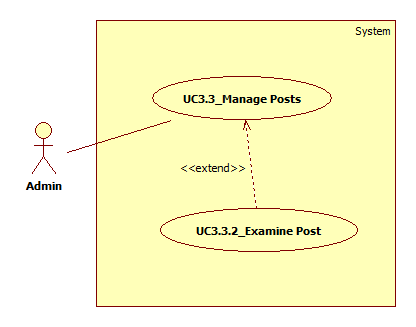 System
UC3.3_Manage Posts
<<extend>>
Admin
UC3.3.2_Examine Post